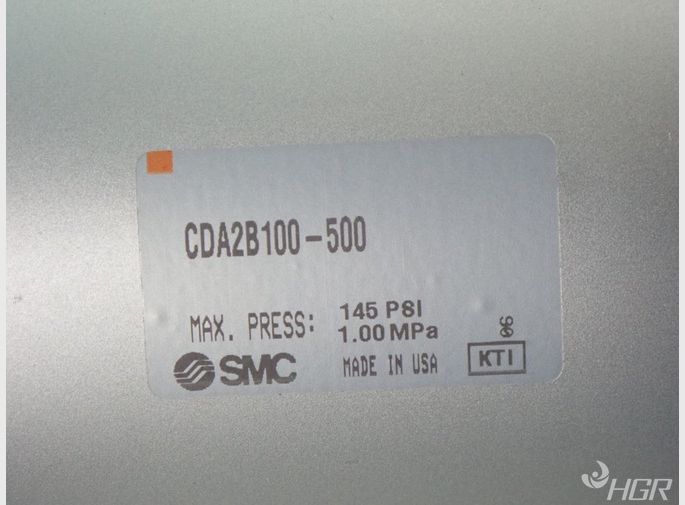 CDA2B100-500
MAX. PRESS: 145 PSI
1.00 MPa
SMC
MADE IN USA
KTI
HGR